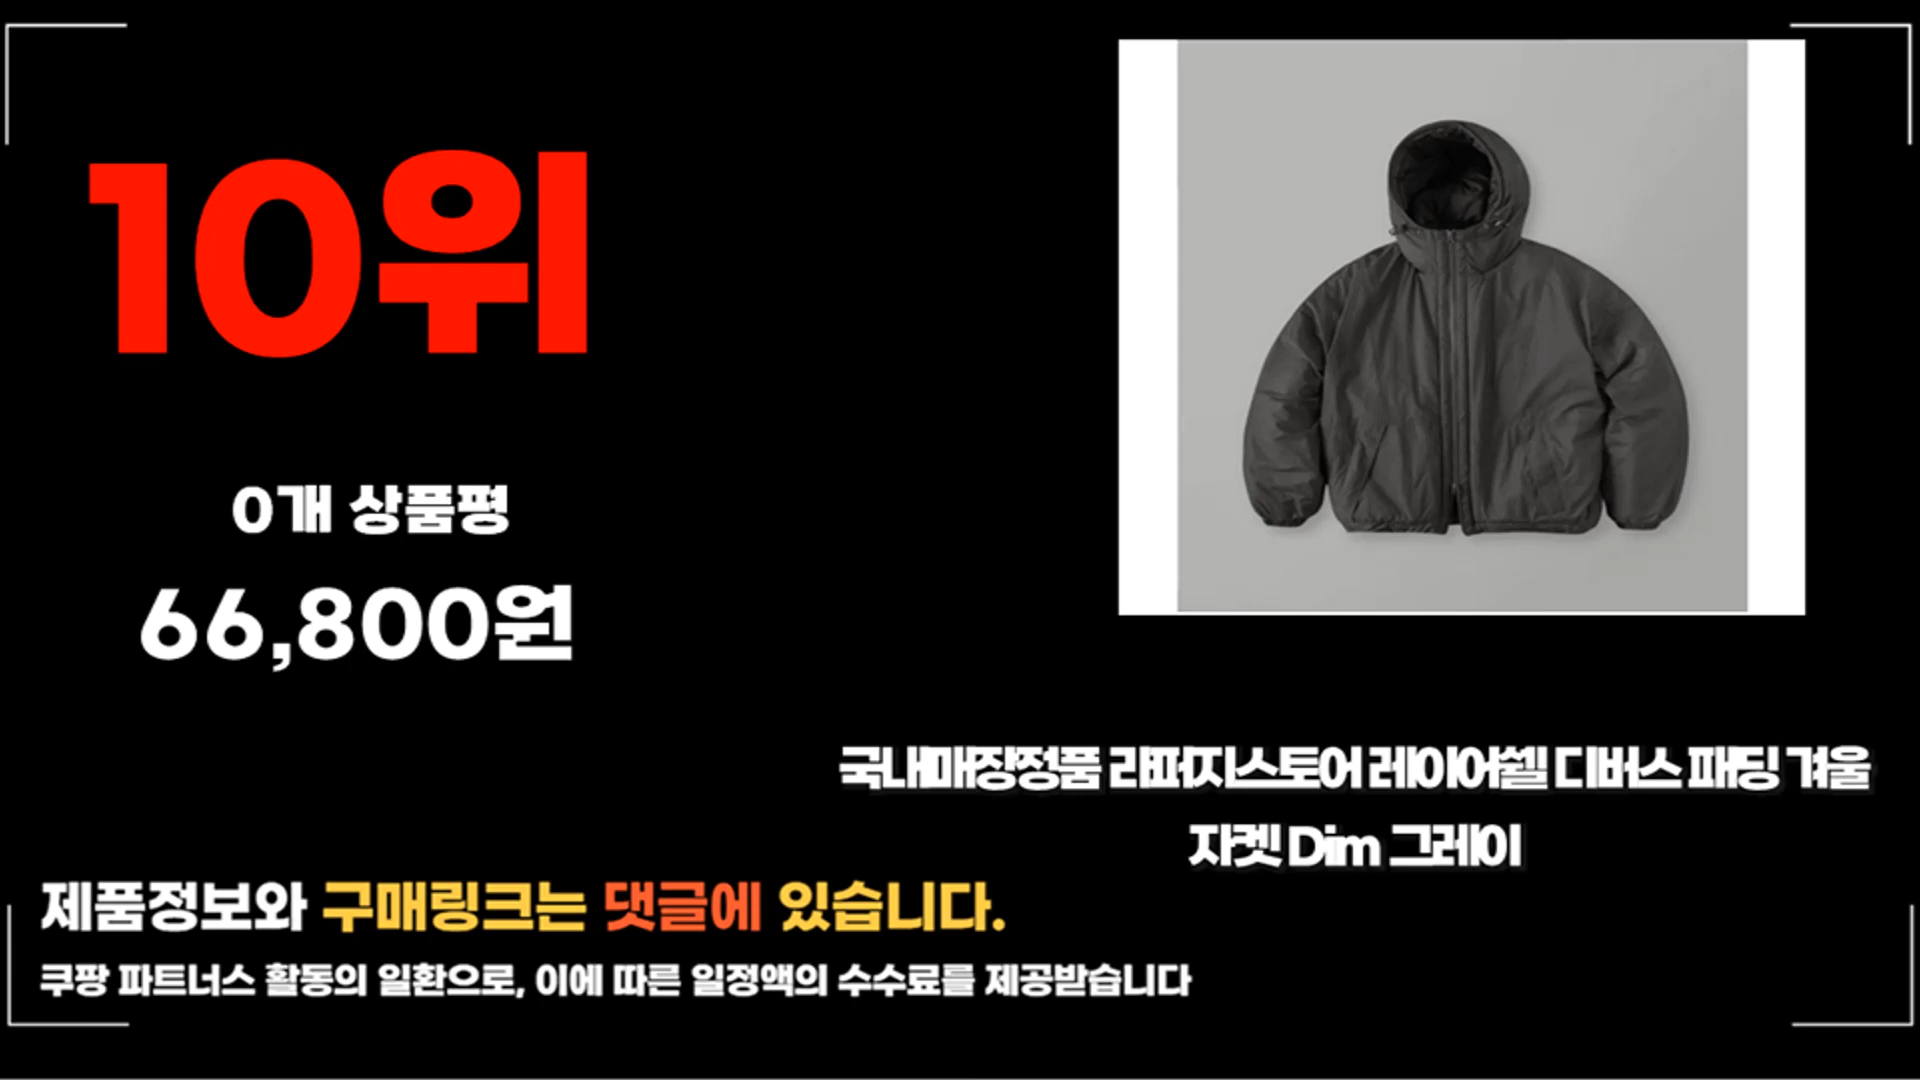 10위
0개 상품평
66,800원
국내매장정품 리퍼지스토어 레이어쉘 디버스 패딩 겨울
자켓 Dim 그레이
제품정보와 구매링크는 댓글에 있습니다.
쿠팡 파트너스 활동의 일환으로, 이에 따른 일정액의 수수료를 제공받습니다